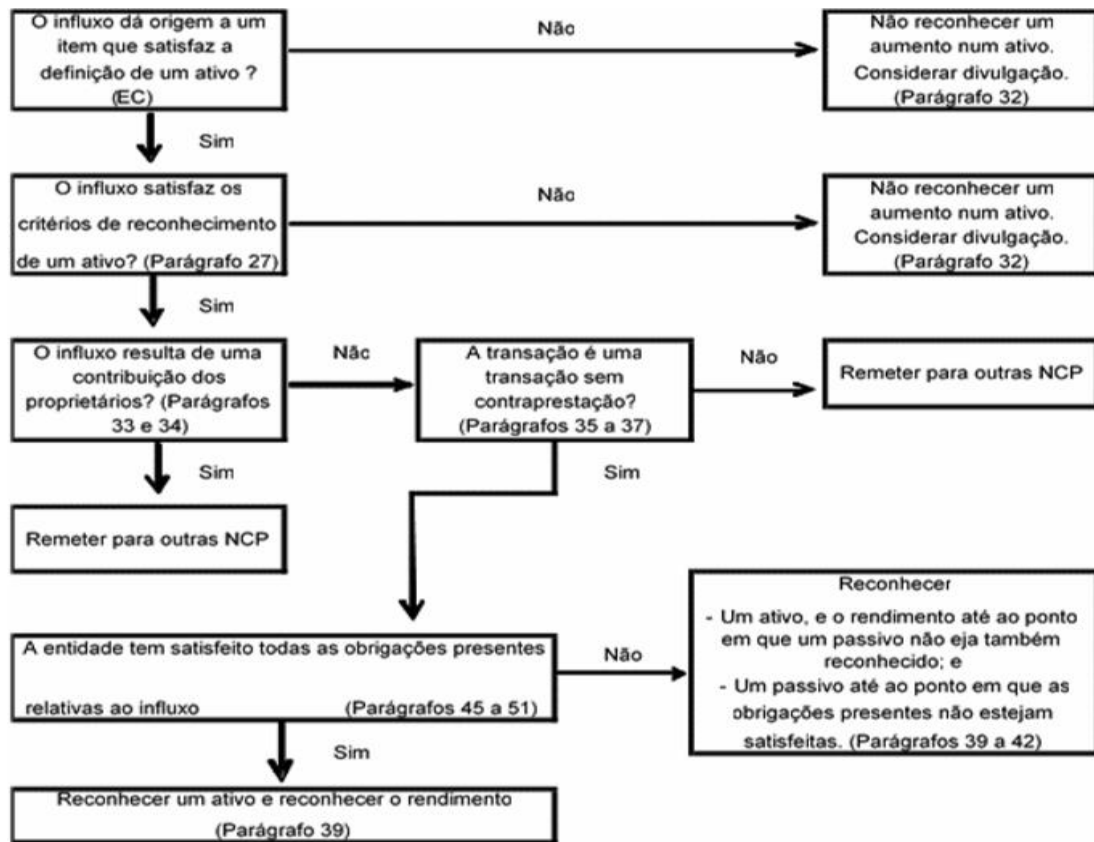 O influxo dá origem a um
item que satisfaz a
definição de um ativo ?
(EC)
Não
Não reconhecer um
aumento num ativo.
Considerar divulgação.
(Parágrafo 32)
Sim
O influxo satisfaz os
critérios de reconhecimento
de um ativo? (Parágrafo 27)
Não
Não reconhecer um
aumento num ativo.
Considerar divulgação.
(Parágrafo 32)
Sim
O influxo resulta de uma
contribuição dos
proprietários? (Parágrafos
33 e 34)
Nãc
A transação é uma
transação sem
contraprestação?
(Parágrafos 35 a 37)
Não
Remeter para outras NCP
Sim
Sim
Remeter para outras NCP
A entidade tem satisfeito todas as obrigações presentes
relativas ao influxo (Parágrafos 45 a 51)
Não
Reconhecer
- Um ativo, e o rendimento até ao ponto
em que um passivo não eja também
reconhecido; e
- Um passivo até ao ponto em que as
obrigações presentes não estejam
satisfeitas. (Parágrafos 39 a 42)
Sim
Reconhecer um ativo e reconhecer o rendimento
(Parágrafo 39)